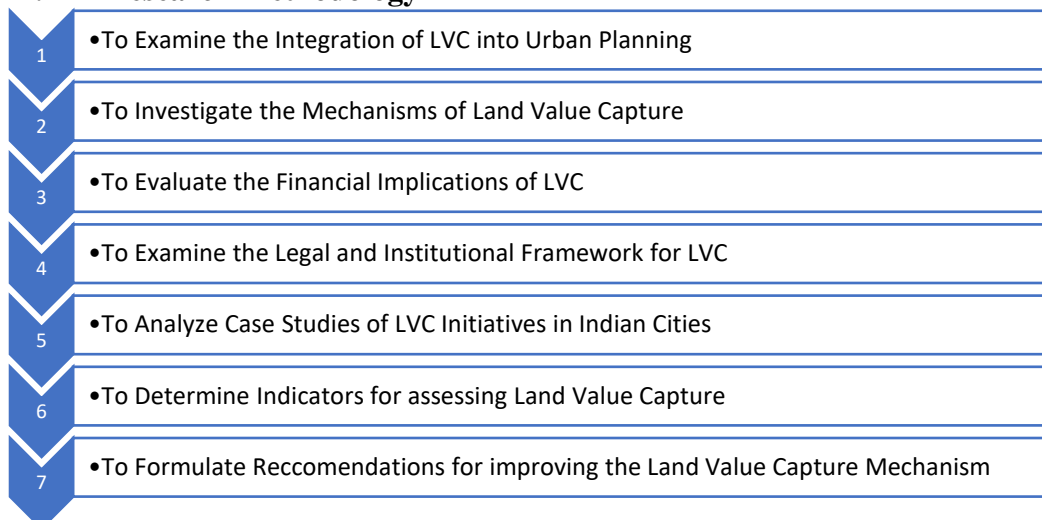 Research Methodology
1
•To Examine the Integration of LVC into Urban Planning
2
•To Investigate the Mechanisms of Land Value Capture
3
•To Evaluate the Financial Implications of LVC
4
•To Examine the Legal and Institutional Framework for LVC
5
•To Analyze Case Studies of LVC Initiatives in Indian Cities
6
•To Determine Indicators for assessing Land Value Capture
7
•To Formulate Reccomendations for improving the Land Value Capture Mechanism